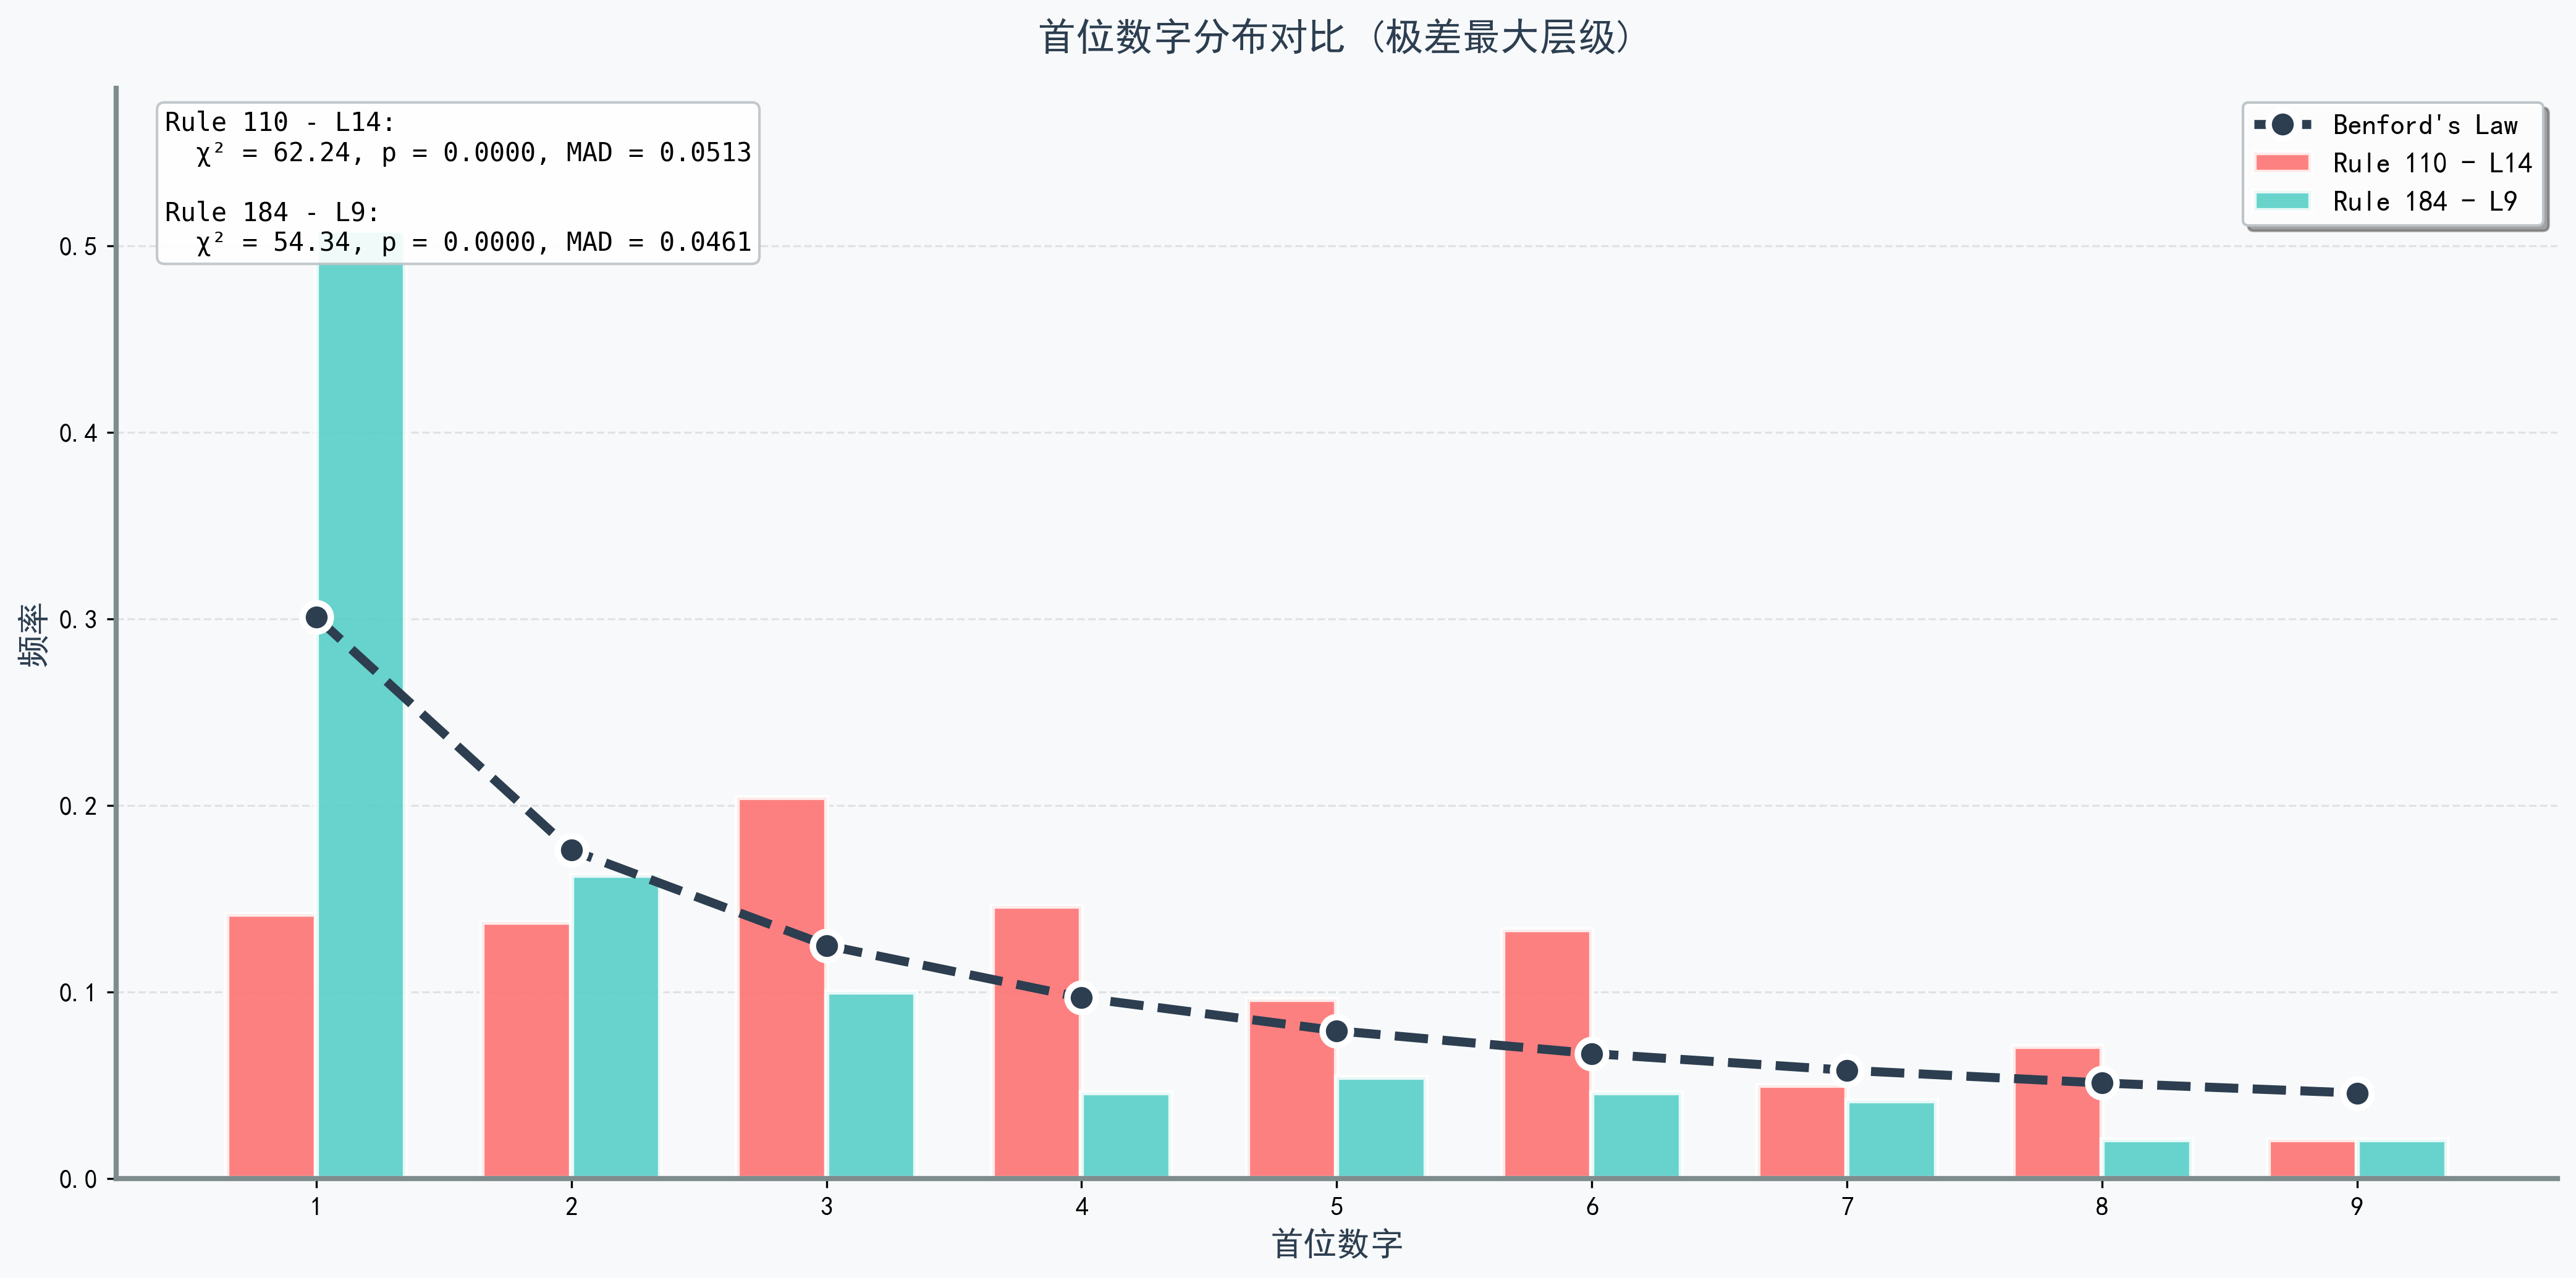 首位数字分布对比 (极差最大层级)
Rule 110 - L14:
χ² = 62.24, p = 0.0000, MAD = 0.0513
Rule 184 - L9:
χ² = 54.34, p = 0.0000, MAD = 0.0461
Benford's Law
Rule 110 - L14
Rule 184 - L9
频率
0.5
0.4
0.3
0.2
0.1
0.0
1 2 3 4 5 6 7 8 9
首位数字